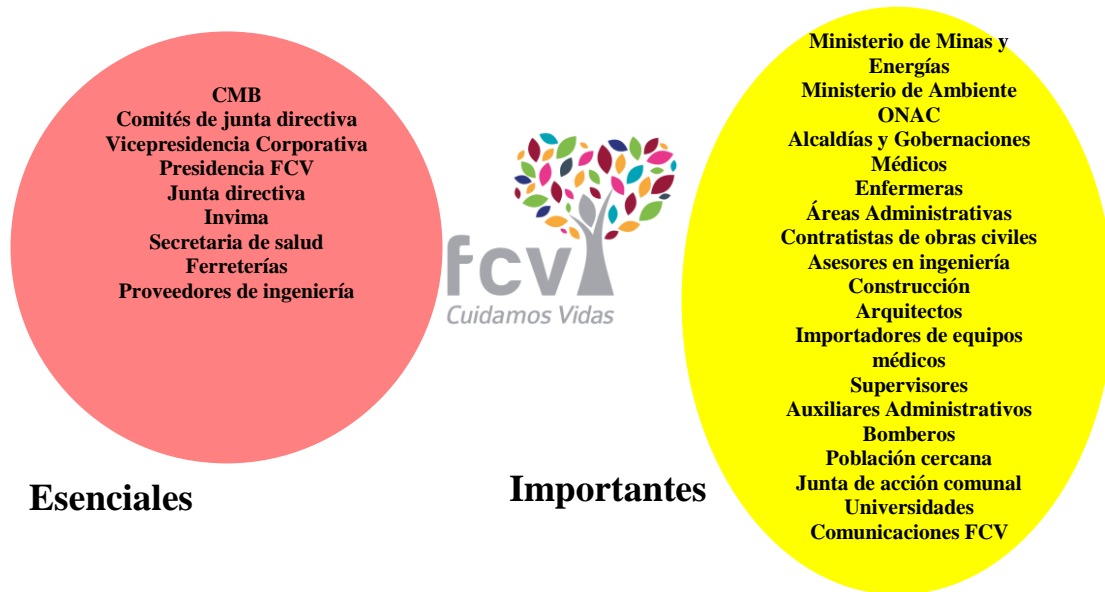 CMB
Comités de junta directiva
Vicepresidencia Corporativa
Presidencia FCV
Junta directiva
Invima
Secretaria de salud
Ferreterías
Proveedores de ingeniería
Esenciales
fcv
Cuidamos Vidas
Ministerio de Minas y
Energías
Ministerio de Ambiente
ONAC
Alcaldías y Gobernaciones
Médicos
Enfermeras
Áreas Administrativas
Contratistas de obras civiles
Asesores en ingeniería
Construcción
Arquitectos
Importadores de equipos
médicos
Supervisores
Auxiliares Administrativos
Bomberos
Población cercana
Junta de acción comunal
Universidades
Comunicaciones FCV
Importantes